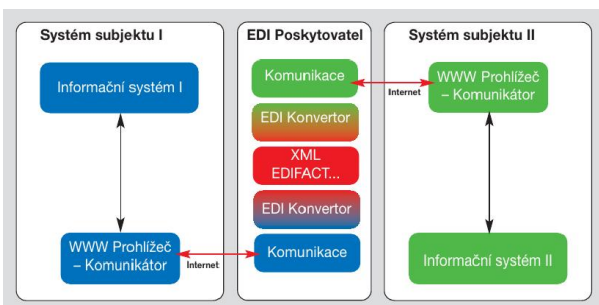 Systém subjektu I
Informační systém I
WWW Prohlížeč
– Komunikátor
Internet
EDI Poskytovatel
Komunikace
EDI Konvertor
XML
EDIFACT...
EDI Konvertor
Komunikace
Internet
Systém subjektu II
WWW Prohlížeč
– Komunikátor
Informační systém II